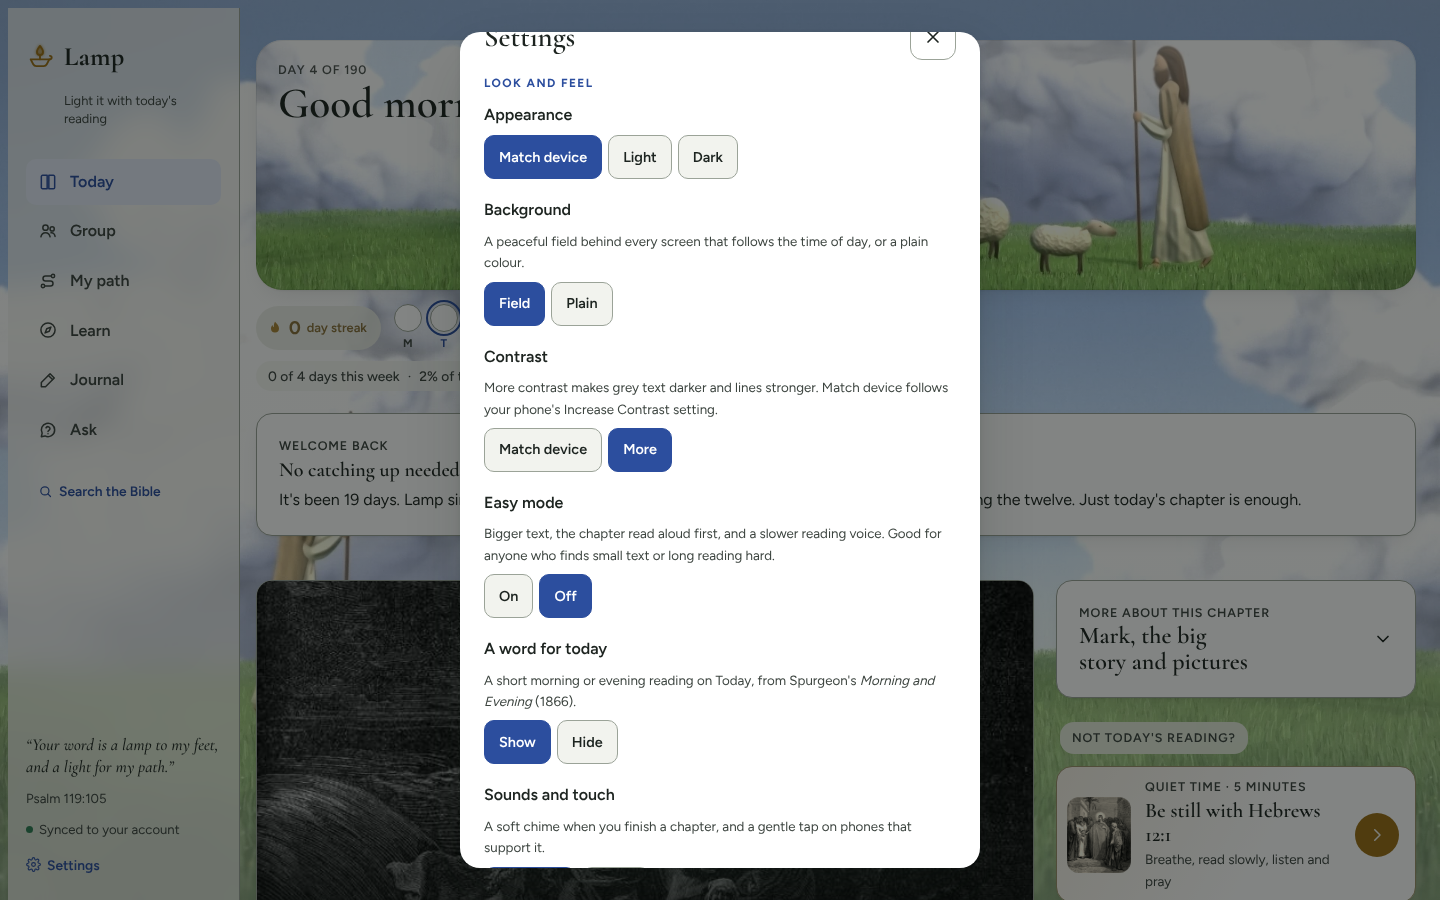 Lamp
Light it with today's
reading
Today
Group
My path
Learn
Journal
Ask
Search the Bible
“Your word is a lamp to my feet,
and a light for my path.”
Psalm 119:105
Synced to your account
Settings
DAY 4 OF 190
Good morn
0 day streak
M
T
0 of 4 days this week · 2% of t
WELCOME BACK
No catching up needed
It's been 19 days. Lamp si
ng the twelve. Just today's chapter is enough.
Settings
LOOK AND FEEL
Appearance
Match device Light Dark
Background
A peaceful field behind every screen that follows the time of day, or a plain
colour.
Field Plain
Contrast
More contrast makes grey text darker and lines stronger. Match device follows
your phone's Increase Contrast setting.
Match device More
Easy mode
Bigger text, the chapter read aloud first, and a slower reading voice. Good for
anyone who finds small text or long reading hard.
On Off
A word for today
A short morning or evening reading on Today, from Spurgeon's Morning and
Evening (1866).
Show Hide
Sounds and touch
A soft chime when you finish a chapter, and a gentle tap on phones that
support it.
MORE ABOUT THIS CHAPTER
Mark, the big
story and pictures
NOT TODAY'S READING?
QUIET TIME · 5 MINUTES
Be still with Hebrews
12:1
Breathe, read slowly, listen and
pray